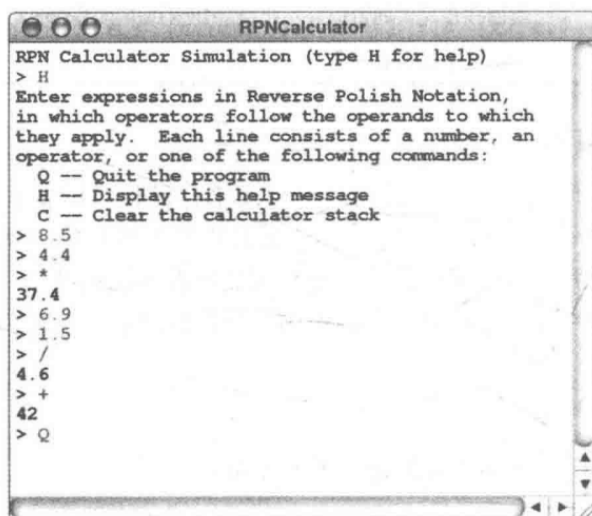 RPNCalculator
RPN Calculator Simulation (type H for help)
> H
Enter expressions in Reverse Polish Notation,
in which operators follow the operands to which
they apply. Each line consists of a number, an
operator, or one of the following commands:
Q -- Quit the program
H -- Display this help message
C -- Clear the calculator stack
> 8.5
> 4.4
> *
37.4
> 6.9
> 1.5
> /
4.6
> +
42
> Q